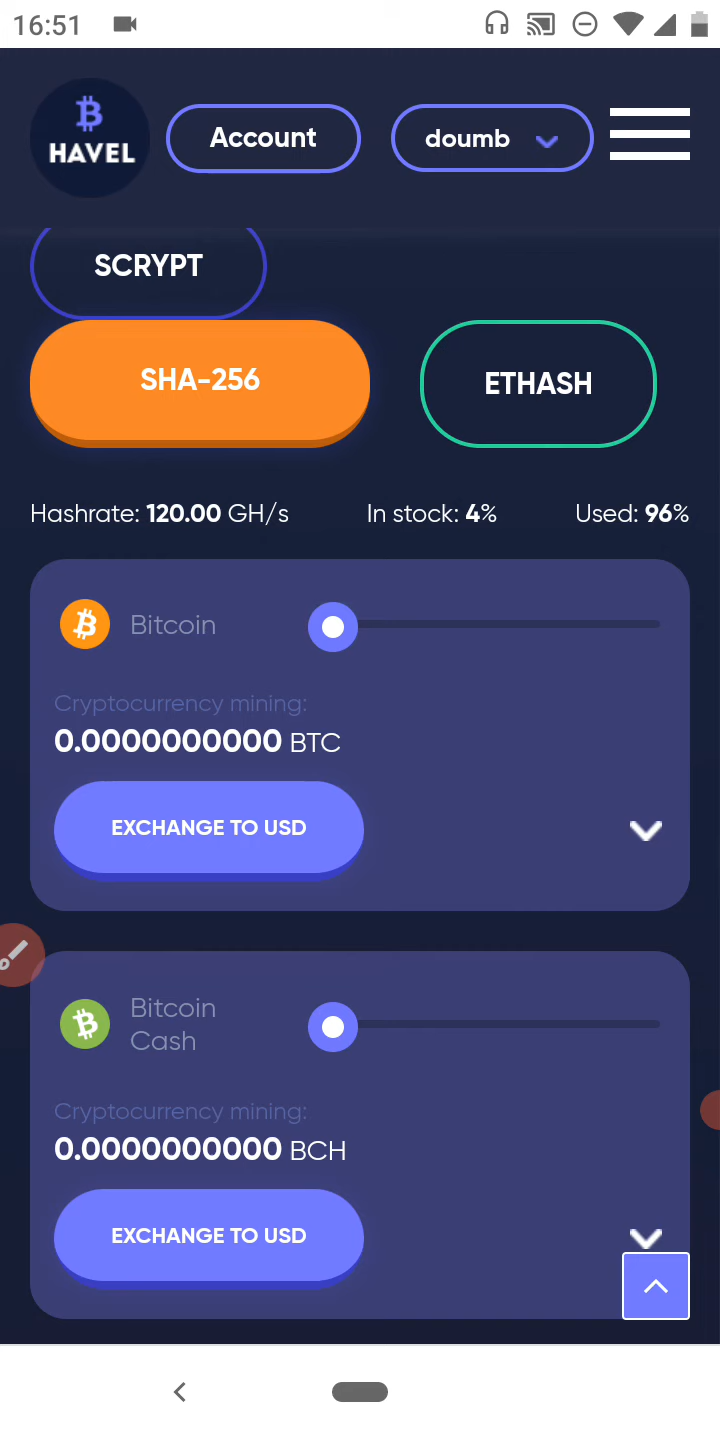 16:51
HAVEL
Account
doumb
SCRYPT
SHA-256
ETHASH
Hashrate: 120.00 GH/s In stock: 4% Used: 96%
Bitcoin
Cryptocurrency mining:
0.0000000000 BTC
EXCHANGE TO USD
Bitcoin
Cash
Cryptocurrency mining:
0.0000000000 BCH
EXCHANGE TO USD